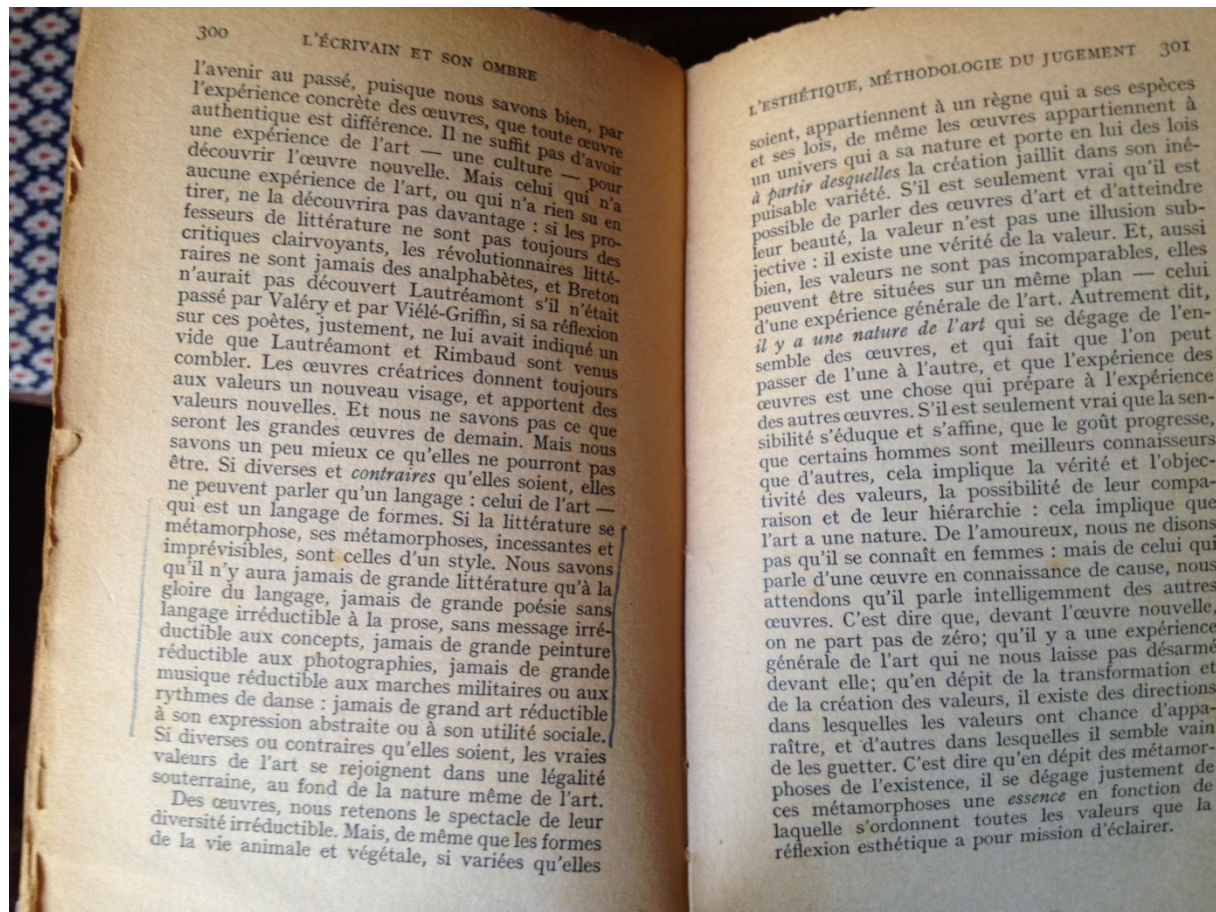 300 L'ÉCRIVAIN ET SON OMBRE
l'avenir au passé, puisque nous savons bien, par
l'expérience concrète des œuvres, que toute œuvre
authentique est différence. Il ne suffit pas d'avoir
une expérience de l'art — une culture — pour
découvrir l'œuvre nouvelle. Mais celui qui n'a
aucune expérience de l'art, ou qui n'a rien su en
tirer, ne la découvrira pas davantage : si les pro-
fesseurs de littérature ne sont pas toujours des
critiques clairvoyants, les révolutionnaires litté-
raires ne sont jamais des analphabètes, et Breton
n'aurait pas découvert Lautréamont s'il n'était
passé par Valéry et par Viélé-Griffin, si sa réflexion
sur ces poètes, justement, ne lui avait indiqué un
vide que Lautréamont et Rimbaud sont venus
combler. Les œuvres créatrices donnent toujours
aux valeurs un nouveau visage, et apportent des
valeurs nouvelles. Et nous ne savons pas ce que
seront les grandes œuvres de demain. Mais nous
savons un peu mieux ce qu'elles ne pourront pas
être. Si diverses et contraires qu'elles soient, elles
ne peuvent parler qu'un langage : celui de l'art —
qui est un langage de formes. Si la littérature se
métamorphose, ses métamorphoses, incessantes et
imprévisibles, sont celles d'un style. Nous savons
qu'il n'y aura jamais de grande littérature qu'à la
gloire du langage, jamais de grande poésie sans
langage irréductible à la prose, sans message irré-
ductible aux concepts, jamais de grande peinture
réductible aux photographies, jamais de grande
musique réductible aux marches militaires ou aux
rythmes de danse : jamais de grand art réductible
à son expression abstraite ou à son utilité sociale.
Si diverses ou contraires qu'elles soient, les vraies
valeurs de l'art se rejoignent dans une légalité
souterraine, au fond de la nature même de l'art.
Des œuvres, nous retenons le spectacle de leur
diversité irréductible. Mais, de même que les formes
de la vie animale et végétale, si variées qu'elles
L'ESTHÉTIQUE, MÉTHODOLOGIE DU JUGEMENT 301
soient, appartiennent à un règne qui a ses espèces
et ses lois, de même les œuvres appartiennent à
un univers qui a sa nature et porte en lui des lois
à partir desquelles la création jaillit dans son iné-
puisable variété. S'il est seulement vrai qu'il est
possible de parler des œuvres d'art et d'atteindre
leur beauté, la valeur n'est pas une illusion sub-
jective : il existe une vérité de la valeur. Et, aussi
bien, les valeurs ne sont pas incomparables, elles
peuvent être situées sur un même plan — celui
d'une expérience générale de l'art. Autrement dit,
il y a une nature de l'art qui se dégage de l'en-
semble des œuvres, et qui fait que l'on peut
passer de l'une à l'autre, et que l'expérience des
œuvres est une chose qui prépare à l'expérience
des autres œuvres. S'il est seulement vrai que la sen-
sibilité s'éduque et s'affine, que le goût progresse,
que certains hommes sont meilleurs connaisseurs
que d'autres, cela implique la vérité et l'objec-
tivité des valeurs, la possibilité de leur compa-
raison et de leur hiérarchie : cela implique que
l'art a une nature. De l'amoureux, nous ne disons
pas qu'il se connaît en femmes : mais de celui qui
parle d'une œuvre en connaissance de cause, nous
attendons qu'il parle intelligemment des autres
œuvres. C'est dire que, devant l'œuvre nouvelle,
on ne part pas de zéro; qu'il y a une expérience
générale de l'art qui ne nous laisse pas désarmé
devant elle; qu'en dépit de la transformation et
de la création des valeurs, il existe des directions
dans lesquelles les valeurs ont chance d'appa-
raître, et d'autres dans lesquelles il semble vain
de les guetter. C'est dire qu'en dépit des métamor-
phoses de l'existence, il se dégage justement de
ces métamorphoses une essence en fonction de
laquelle s'ordonnent toutes les valeurs que la
réflexion esthétique a pour mission d'éclairer.